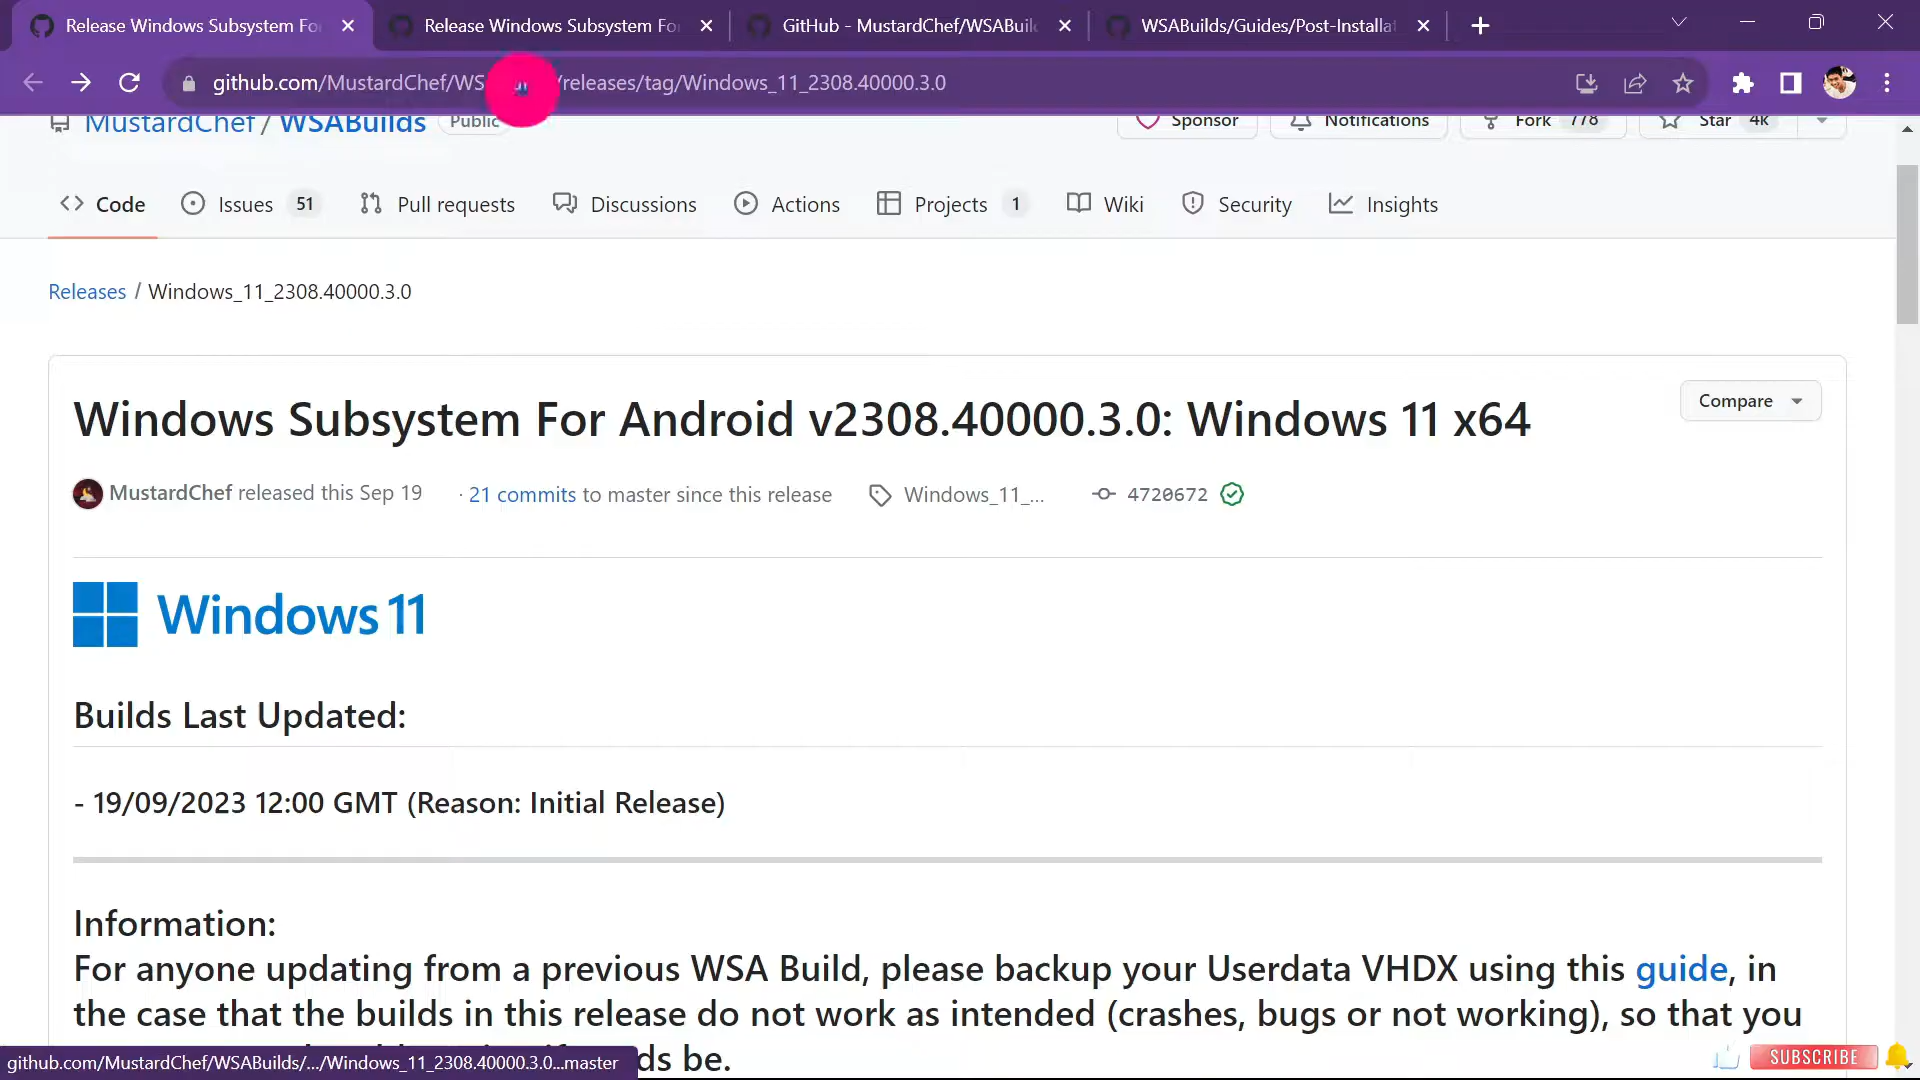 Release Windows Subsystem Fo
Release Windows Subsystem Fo
GitHub - MustardChef/WSABuil
WSABuilds/Guides/Post-Installa
github.com/MustardChef/WS /releases/tag/Windows_11_2308.40000.3.0
MustardChef / WSABuilds Public
Sponsor
Notifications
Fork 778
Star 4k
Code
Issues 51
Pull requests
Discussions
Actions
Projects 1
Wiki
Security
Insights
Releases / Windows_11_2308.40000.3.0
Windows Subsystem For Android v2308.40000.3.0: Windows 11 x64
Compare
MustardChef released this Sep 19 · 21 commits to master since this release Windows_11_... 4720672
Windows 11
Builds Last Updated:
- 19/09/2023 12:00 GMT (Reason: Initial Release)
Information:
For anyone updating from a previous WSA Build, please backup your Userdata VHDX using this guide, in
the case that the builds in this release do not work as intended (crashes, bugs or not working), so that you
be.
github.com/MustardChef/WSABuilds/.../Windows_11_2308.40000.3.0...master
SUBSCRIBE